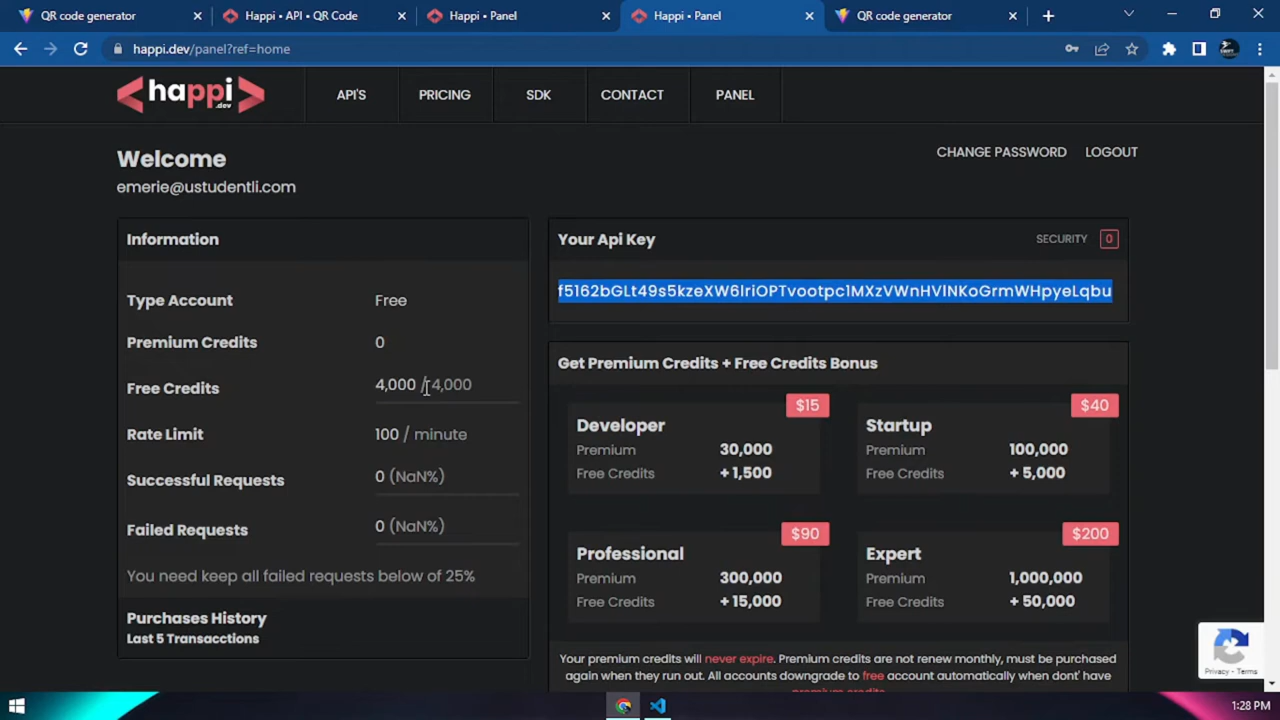 QR code generator
Happi • API • QR Code
Happi • Panel
Happi • Panel
QR code generator
happi.dev/panel?ref=home
happi
.dev
API'S
PRICING
SDK
CONTACT
PANEL
Welcome
CHANGE PASSWORD
LOGOUT
emerie@ustudentli.com
Information
Type Account Free
Premium Credits 0
Free Credits 4,000 / 4,000
Rate Limit 100 / minute
Successful Requests 0 (NaN%)
Failed Requests 0 (NaN%)
You need keep all failed requests below of 25%
Purchases History
Last 5 Transacctions
Your Api Key
SECURITY 0
f5162bGLt49s5kzeXW6IriOPTvootpc1MXzVWnHVlNKoGrmWHpyeLqbu
Get Premium Credits + Free Credits Bonus
$15
Developer
Premium 30,000
Free Credits + 1,500
$40
Startup
Premium 100,000
Free Credits + 5,000
$90
Professional
Premium 300,000
Free Credits + 15,000
$200
Expert
Premium 1,000,000
Free Credits + 50,000
Your premium credits will never expire. Premium credits are not renew monthly, must be purchased
again when they run out. All accounts downgrade to free account automatically when dont' have
premium credits.
Privacy - Terms
1:28 PM